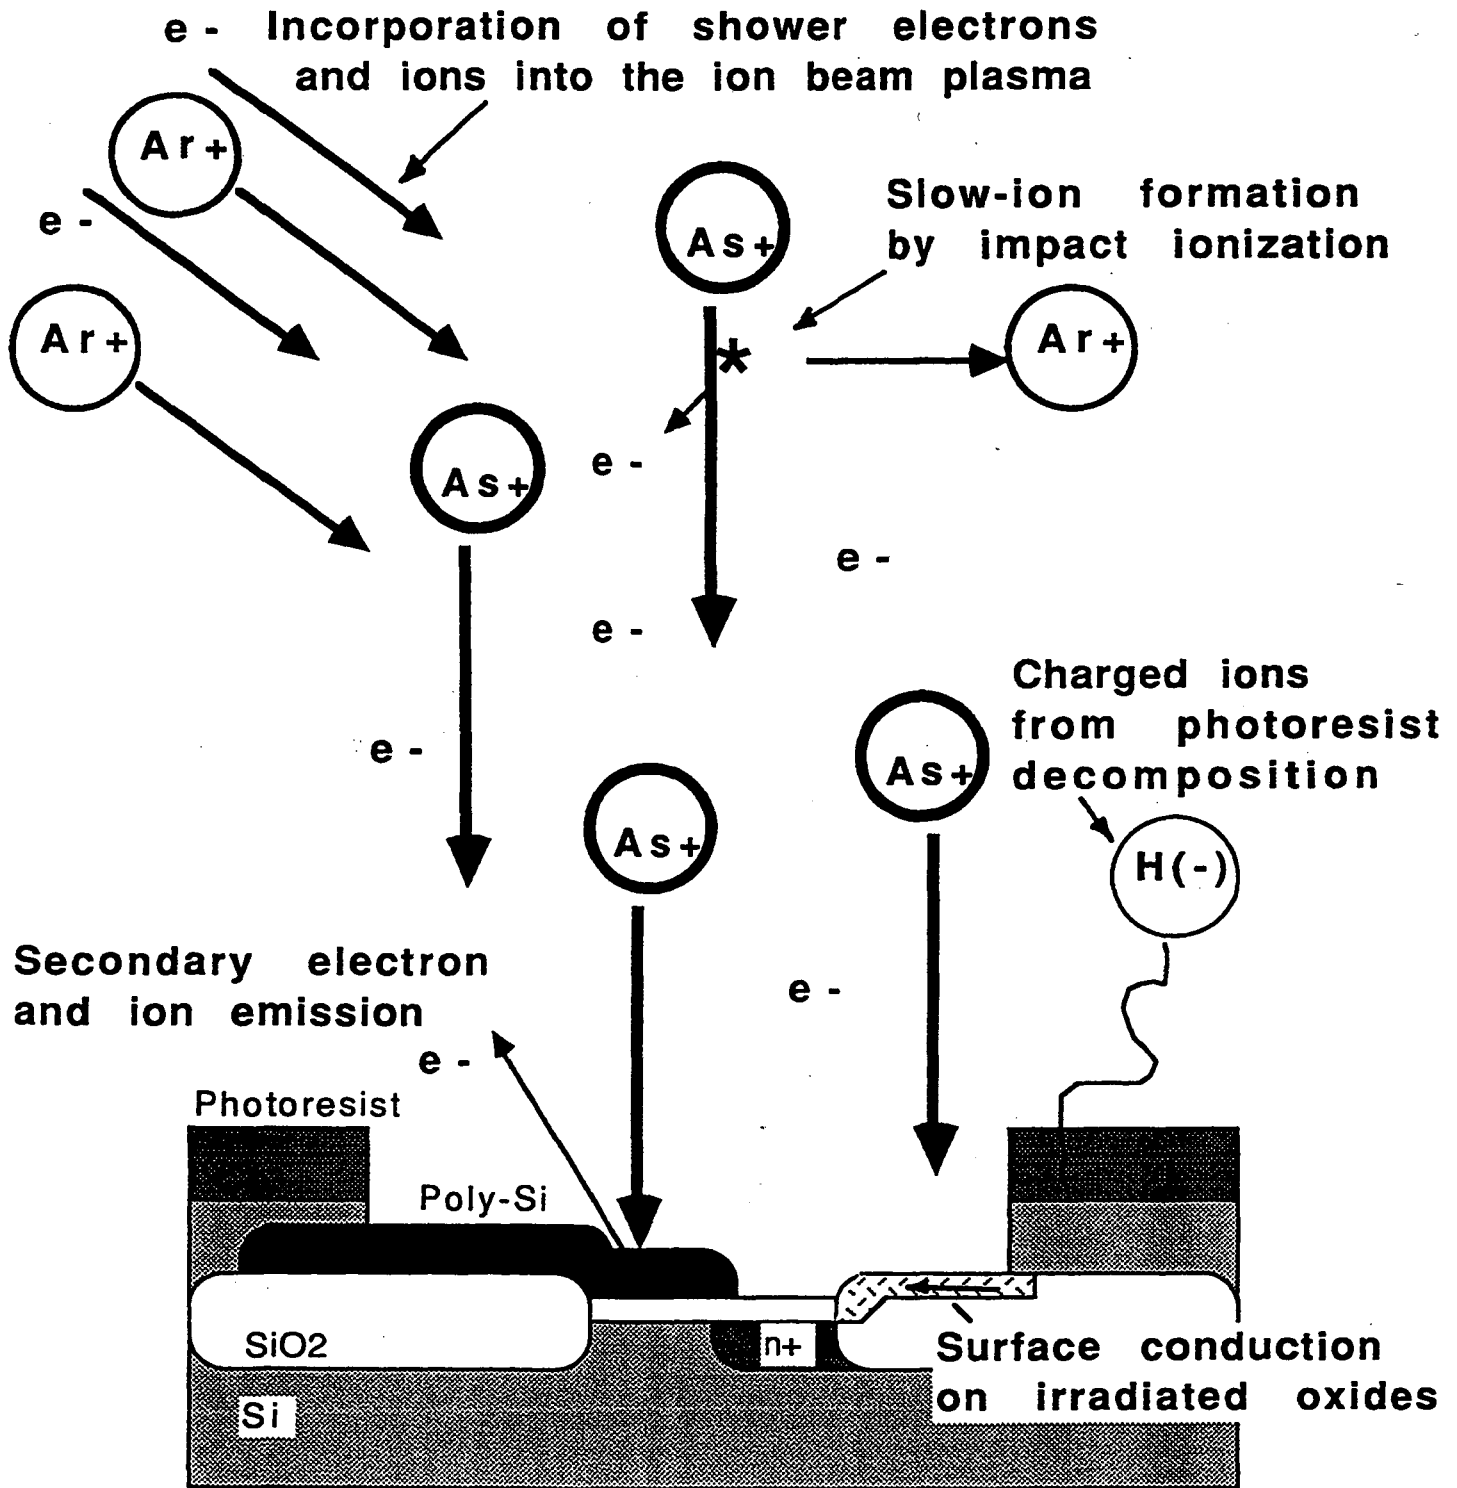 e - Incorporation of shower electrons
and ions into the ion beam plasma
Ar+
e -
Ar+
As+
Slow-ion formation
by impact ionization
*
Ar+
As+
e -
e -
e -
e -
As+
As+
Charged ions
from photoresist
decomposition
H(-)
Secondary electron
and ion emission
e -
e -
Photoresist
Poly-Si
SiO2
n+
Si
Surface conduction
on irradiated oxides